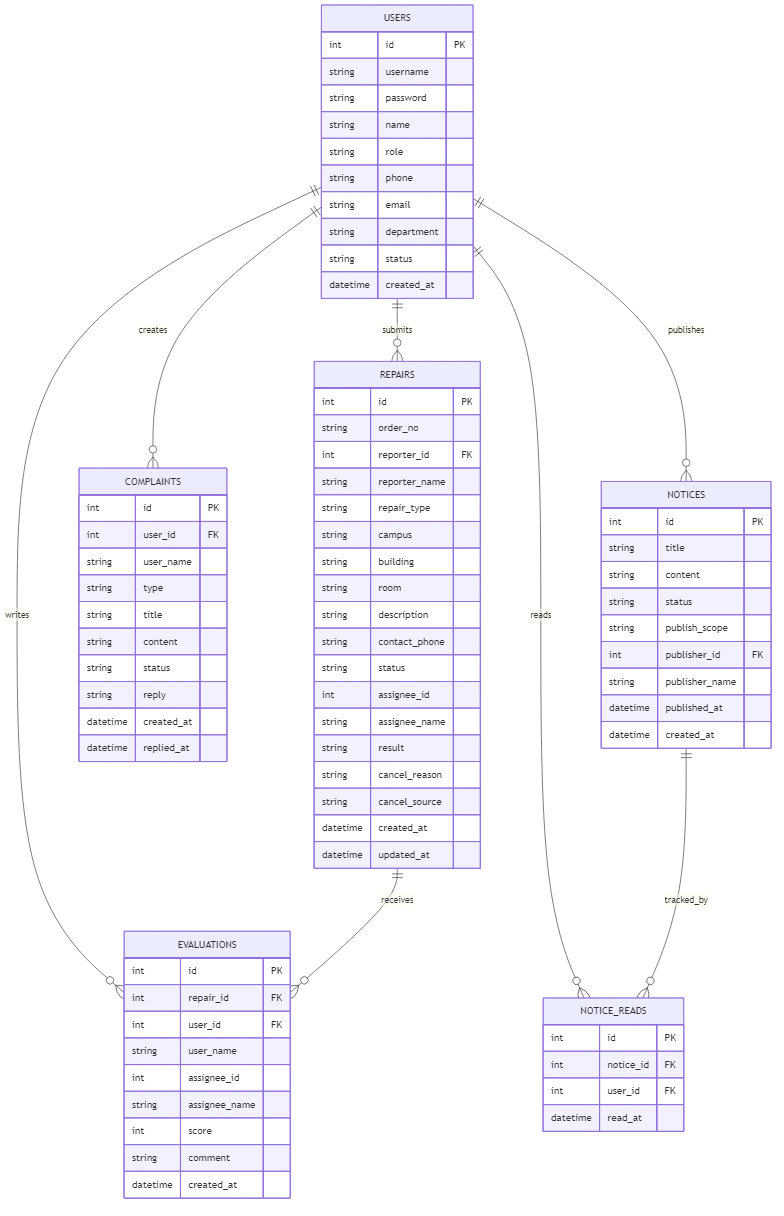 USERS
int id PK
string username
string password
string name
string role
string phone
string email
string department
string status
datetime created_at
creates
submits
publishes
REPAIRS
int id PK
string order_no
int reporter_id FK
string reporter_name
string repair_type
string campus
string building
string room
string description
string contact_phone
string status
int assignee_id
string assignee_name
string result
string cancel_reason
string cancel_source
datetime created_at
datetime updated_at
COMPLAINTS
int id PK
int user_id FK
string user_name
string type
string title
string content
string status
string reply
datetime created_at
datetime replied_at
NOTICES
int id PK
string title
string content
string status
string publish_scope
int publisher_id FK
string publisher_name
datetime published_at
datetime created_at
writes
reads
receives
tracked_by
EVALUATIONS
int id PK
int repair_id FK
int user_id FK
string user_name
int assignee_id
string assignee_name
int score
string comment
datetime created_at
NOTICE_READS
int id PK
int notice_id FK
int user_id FK
datetime read_at